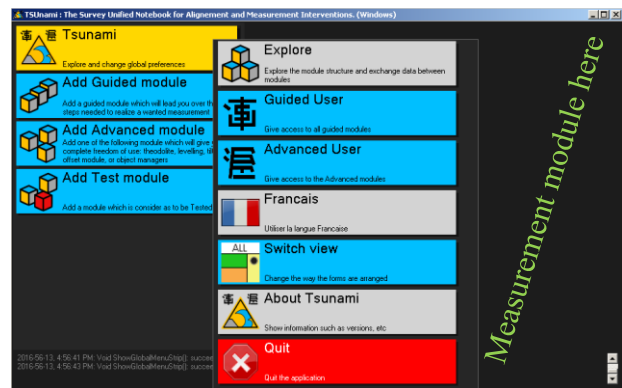 TSUnami : The Survey Unified Notebook for Alignement and Measurement Interventions. (Windows)
Tsunami
Explore and change global preferences
Add Guided module
Add a guided module which will lead you over th
steps needed to realize a wanted measurement
Add Advanced module
Add one of the following module which will give
complete freedom of use: theodolite, levelling, tilt
offset module, or object managers
Add Test module
Add a module which is consider as to be Tested
Explore
Explore the module structure and exchange data between
modules
Guided User
Give access to all guided modules
Advanced User
Give access to the Advanced modules
Francais
Utiliser la langue Francaise
ALL
Switch view
Change the way the forms are arranged
About Tsunami
Show information such as versions, etc
Quit
Quit the application
Measurement module here
2016-56-13, 4:56:41 PM: Void ShowGlobalMenuStrip(): succe
2016-56-13, 4:56:43 PM: Void ShowGlobalMenuStrip(): succe